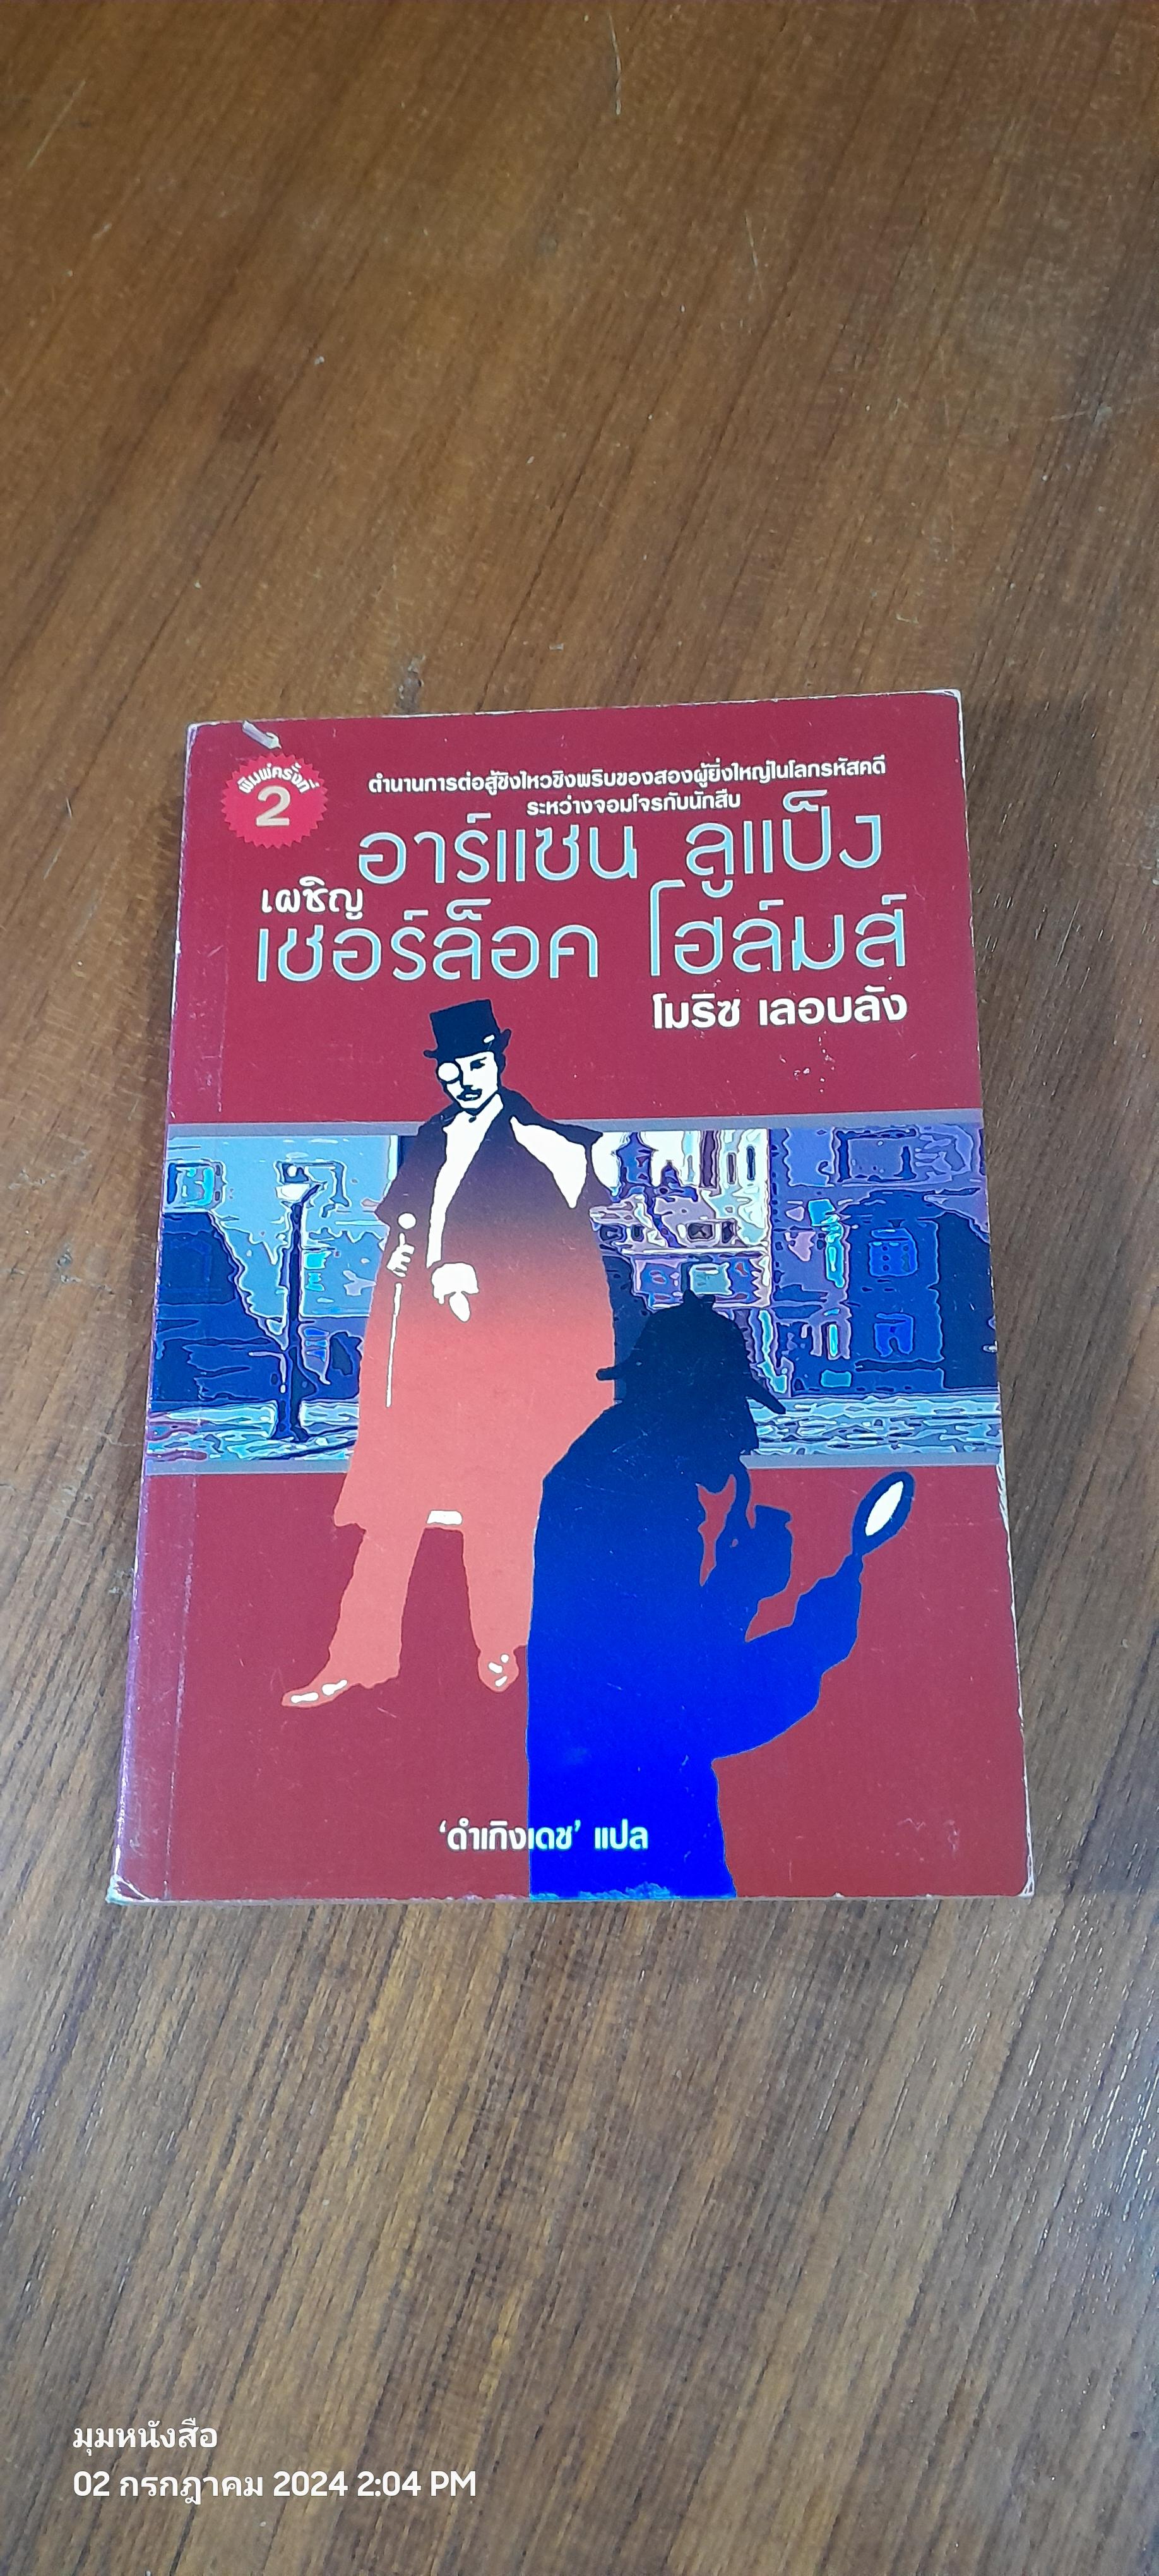 พิมพ์ครั้งที่
2
ตำนานการต่อสู้ชิงไหวชิงพริบของสองผู้ยิ่งใหญ่ในโลกรหัสคดี
ระหว่างจอมโจรกับนักสืบ
อาร์แซน ลูแป็ง
เผชิญ
เชอร์ล็อค โฮล์มส์
โมริซ เลอบลัง
‘ดำเกิงเดช’ แปล
มุมหนังสือ
02 กรกฎาคม 2024 2:04 PM